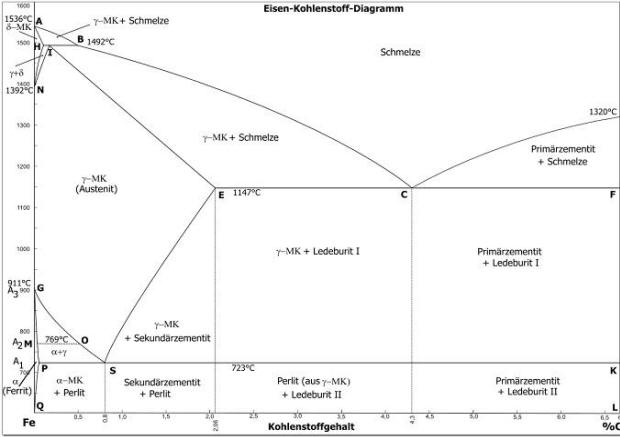 Eisen-Kohlenstoff-Diagramm
1600
1536°C A
δ-MK
γ-MK + Schmelze
1500
H I B 1492°C
Schmelze
γ+δ
1400
N
1392°C
1320°C
1300
γ-MK + Schmelze
Primärzementit
+ Schmelze
1200
γ-MK
(Austenit)
E 1147°C C F
1100
γ-MK + Ledeburit I
Primärzementit
+ Ledeburit I
1000
911°C
A3 G
900
γ-MK
+ Sekundärzementit
800
A2 M 769°C O
α+γ
A1 P S 723°C K
700
α
(Ferrit)
α-MK
+ Perlit
Sekundärzementit
+ Perlit
Perlit (aus γ-MK)
+ Ledeburit II
Primärzementit
+ Ledeburit II
Q L
Fe 0,5 0,8 1,0 1,5 2,0 2,5 3,0 3,5 4,0 4,3 4,5 5,0 5,5 6,0 6,5 %C
Kohlenstoffgehalt